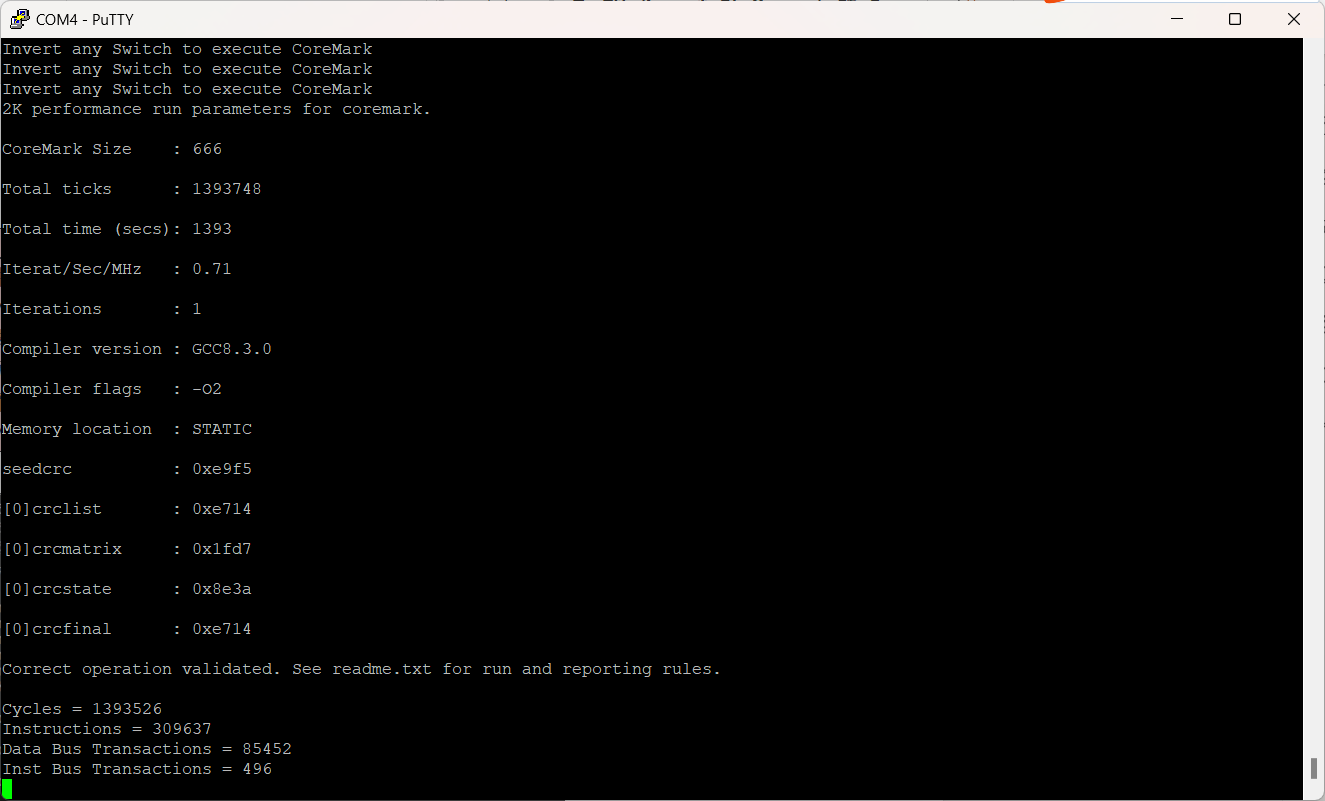 COM4 - PuTTY
Invert any Switch to execute CoreMark
Invert any Switch to execute CoreMark
Invert any Switch to execute CoreMark
2K performance run parameters for coremark.
CoreMark Size    : 666
Total ticks      : 1393748
Total time (secs): 1393
Iterat/Sec/MHz   : 0.71
Iterations       : 1
Compiler version : GCC8.3.0
Compiler flags   : -O2
Memory location  : STATIC
seedcrc          : 0xe9f5
[0]crclist       : 0xe714
[0]crcmatrix     : 0x1fd7
[0]crcstate      : 0x8e3a
[0]crcfinal      : 0xe714
Correct operation validated. See readme.txt for run and reporting rules.
Cycles = 1393526
Instructions = 309637
Data Bus Transactions = 85452
Inst Bus Transactions = 496